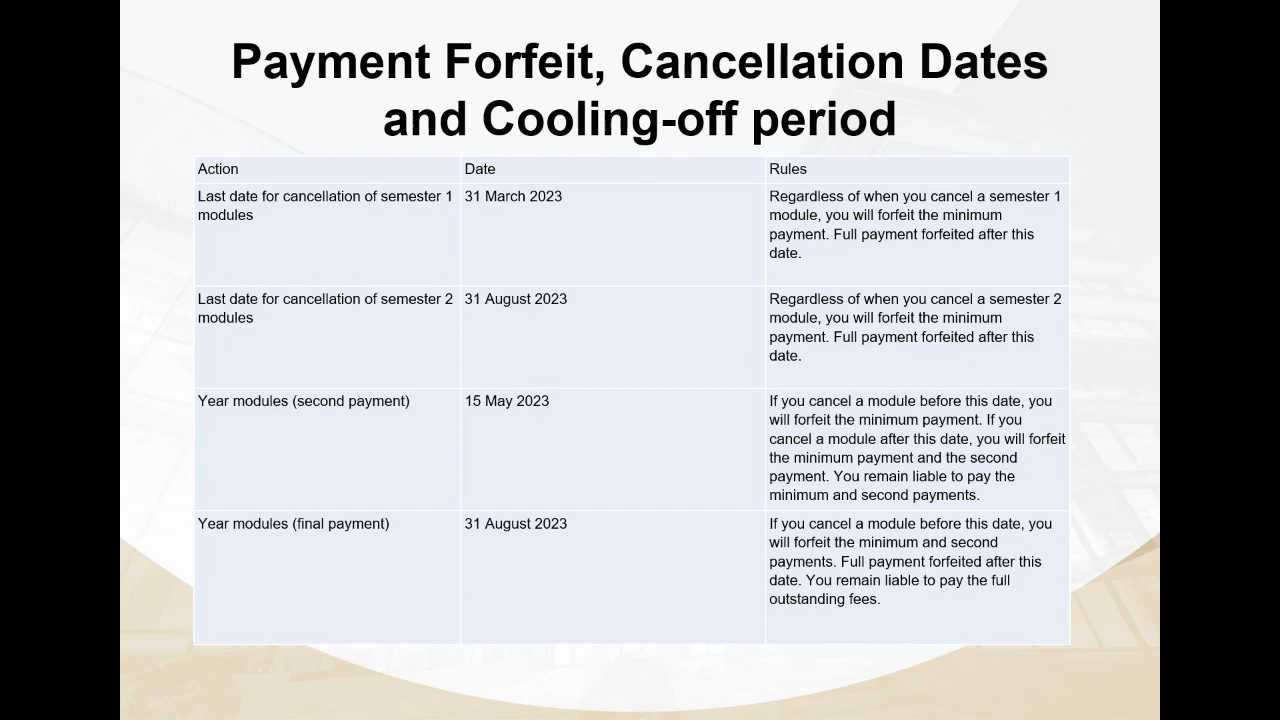 Payment Forfeit, Cancellation Dates
and Cooling-off period
Action
Date
Rules
Last date for cancellation of semester 1
modules
31 March 2023
Regardless of when you cancel a semester 1
module, you will forfeit the minimum
payment. Full payment forfeited after this
date.
Last date for cancellation of semester 2
modules
31 August 2023
Regardless of when you cancel a semester 2
module, you will forfeit the minimum
payment. Full payment forfeited after this
date.
Year modules (second payment)
15 May 2023
If you cancel a module before this date, you
will forfeit the minimum payment. If you
cancel a module after this date, you will forfeit
the minimum payment and the second
payment. You remain liable to pay the
minimum and second payments.
Year modules (final payment)
31 August 2023
If you cancel a module before this date, you
will forfeit the minimum and second
payments. Full payment forfeited after this
date. You remain liable to pay the full
outstanding fees.